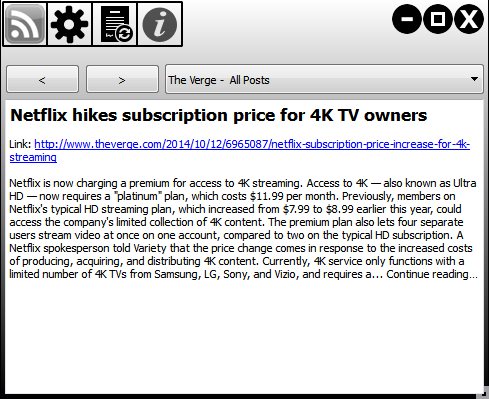 < > The Verge - All Posts
Netflix hikes subscription price for 4K TV owners
Link: http://www.theverge.com/2014/10/12/6965087/netflix-subscription-price-increase-for-4k-
streaming
Netflix is now charging a premium for access to 4K streaming. Access to 4K — also known as Ultra
HD — now requires a "platinum" plan, which costs $11.99 per month. Previously, members on
Netflix's typical HD streaming plan, which increased from $7.99 to $8.99 earlier this year, could
access the company's limited collection of 4K content. The premium plan also lets four separate
users stream video at once on one account, compared to two on the typical HD subscription. A
Netflix spokesperson told Variety that the price change comes in response to the increased costs
of producing, acquiring, and distributing 4K content. Currently, 4K service only functions with a
limited number of 4K TVs from Samsung, LG, Sony, and Vizio, and requires a... Continue reading…